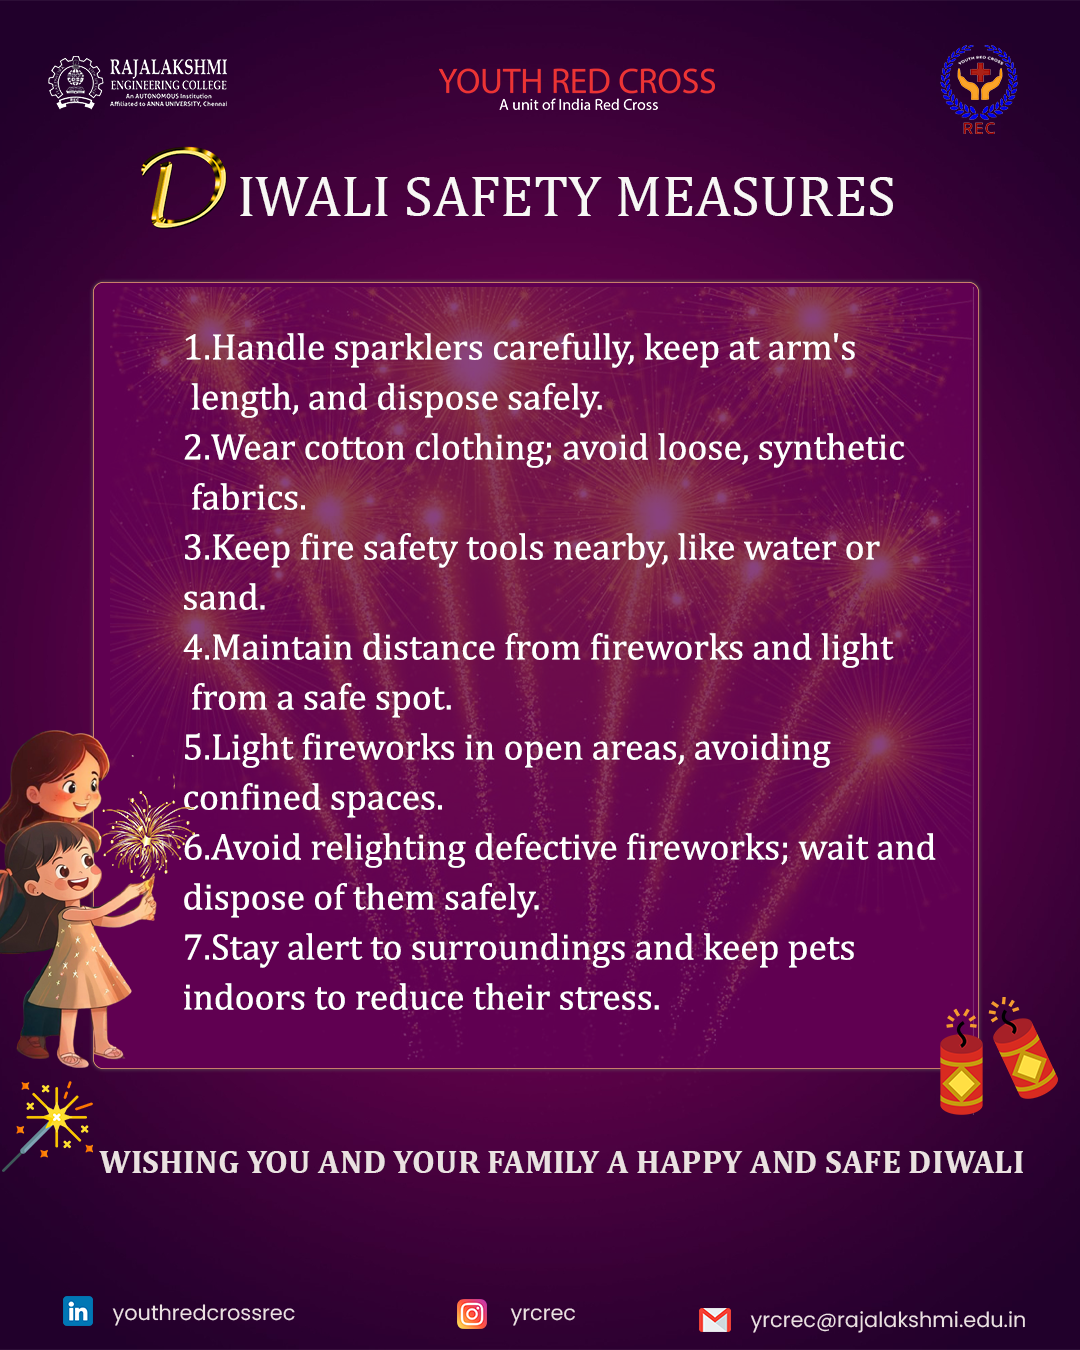 RAJALAKSHMI
ENGINEERING COLLEGE
An AUTONOMOUS Institution
Affiliated to ANNA UNIVERSITY, Chennai
REC
YOUTH RED CROSS
A unit of India Red Cross
YOUTH RED CROSS
REC
DIWALI SAFETY MEASURES
1.Handle sparklers carefully, keep at arm's
length, and dispose safely.
2.Wear cotton clothing; avoid loose, synthetic
fabrics.
3.Keep fire safety tools nearby, like water or
sand.
4.Maintain distance from fireworks and light
from a safe spot.
5.Light fireworks in open areas, avoiding
confined spaces.
6.Avoid relighting defective fireworks; wait and
dispose of them safely.
7.Stay alert to surroundings and keep pets
indoors to reduce their stress.
WISHING YOU AND YOUR FAMILY A HAPPY AND SAFE DIWALI
in youthredcrossrec
yrcrec
yrcrec@rajalakshmi.edu.in